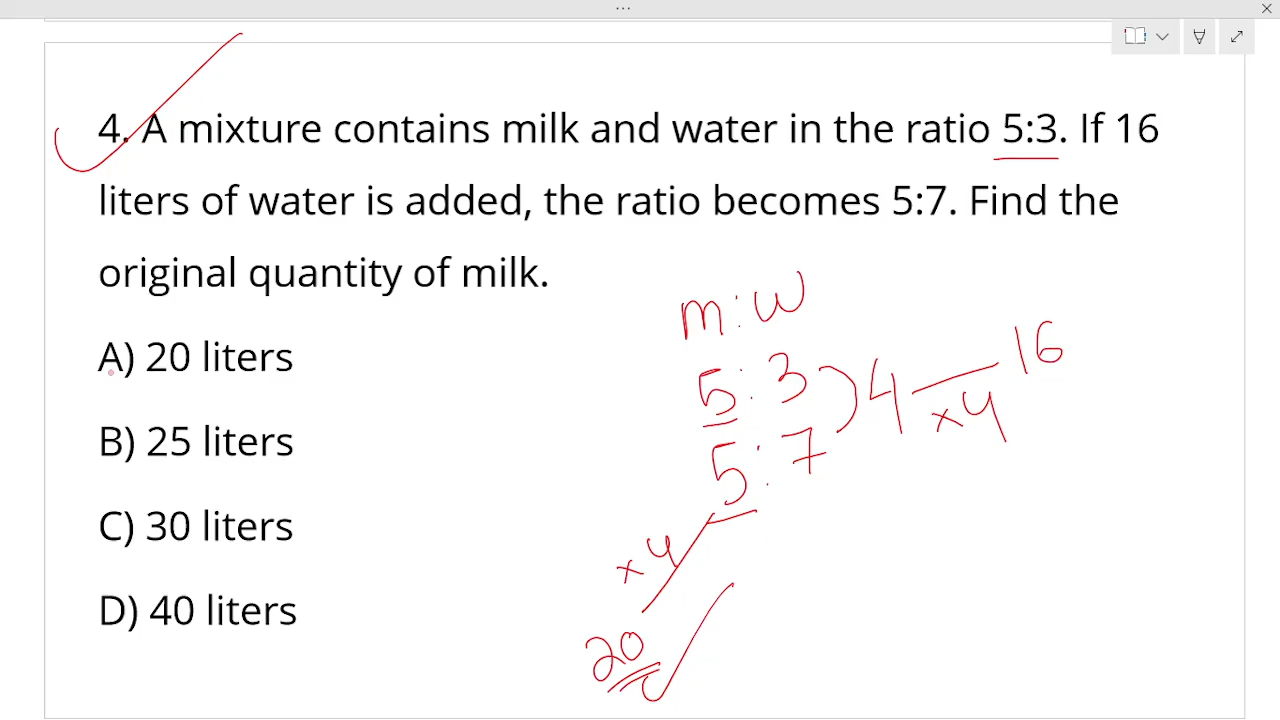 4. A mixture contains milk and water in the ratio 5:3. If 16
liters of water is added, the ratio becomes 5:7. Find the
original quantity of milk.
m:W
A) 20 liters
5:3 4 16
×4
B) 25 liters
5:7
C) 30 liters
×4
D) 40 liters
20